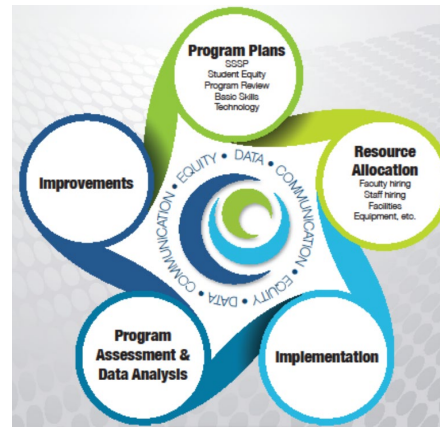 Program Plans
SSSP
Student Equity
Program Review
Basic Skills
Technology
Resource
Allocation
Faculty hiring
Staff hiring
Facilities
Equipment, etc.
Implementation
Program
Assessment &
Data Analysis
Improvements
EQUITY • DATA • COMMUNICATION • EQUITY • DATA • COMMUNICATION •